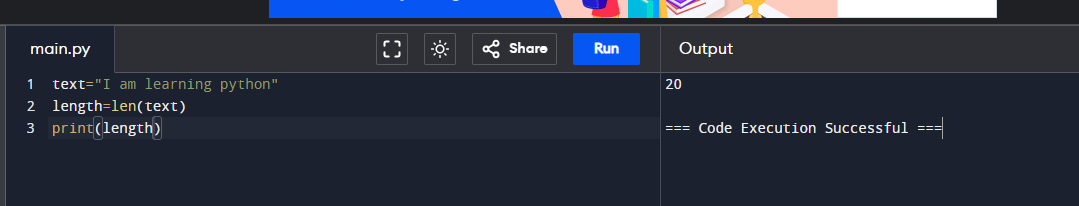 main.py
Share
Run
Output
1 text="I am learning python"
2 length=len(text)
3 print(length)
20
=== Code Execution Successful ===